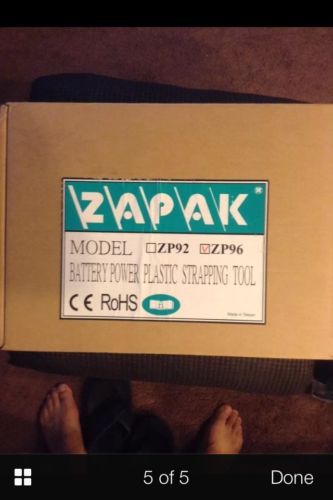 ZAPAK®
MODEL ZP92 ZP96
BATTERY POWER PLASTIC STRAPPING TOOL
CE RoHS
Made in Taiwan
5 of 5 Done